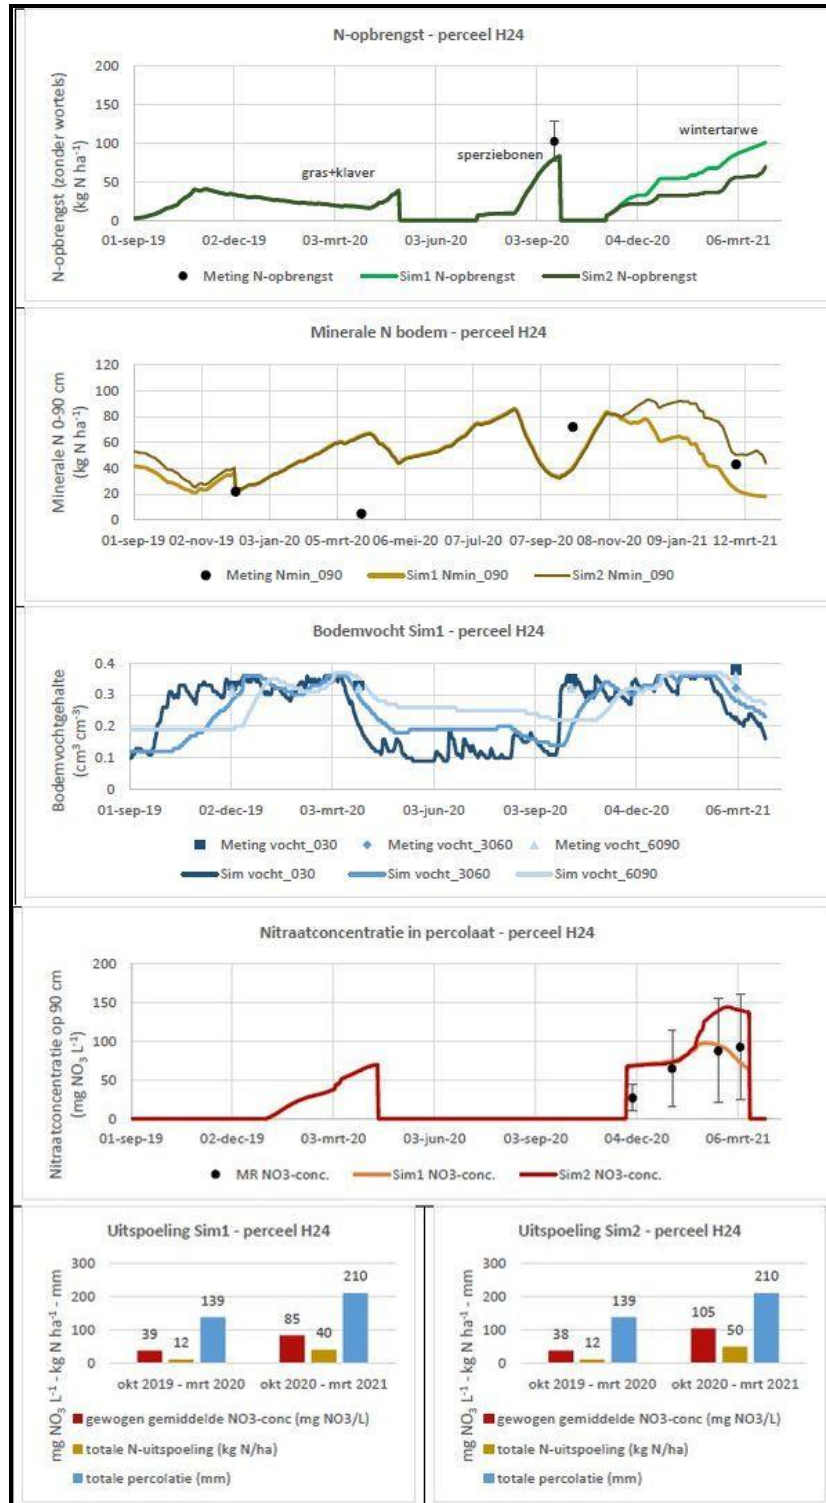 N-opbrengst - perceel H24
N-opbrengst (zonder wortels)
(kg N ha⁻¹)
200
150
100
50
0
gras+klaver
sperziebonen
wintertarwe
01-sep-19 02-dec-19 03-mrt-20 03-jun-20 03-sep-20 04-dec-20 06-mrt-21
Meting N-opbrengst Sim1 N-opbrengst Sim2 N-opbrengst
Minerale N bodem - perceel H24
Minerale N 0-90 cm
(kg N ha⁻¹)
120
100
80
60
40
20
0
01-sep-19 02-nov-19 03-jan-20 05-mrt-20 06-mei-20 07-jul-20 07-sep-20 08-nov-20 09-jan-21 12-mrt-21
Meting Nmin_090 Sim1 Nmin_090 Sim2 Nmin_090
Bodemvocht Sim1 - perceel H24
Bodemvochtgehalte
(cm³ cm⁻³)
0.4
0.3
0.2
0.1
0
01-sep-19 02-dec-19 03-mrt-20 03-jun-20 03-sep-20 04-dec-20 06-mrt-21
Meting vocht_030 Meting vocht_3060 Meting vocht_6090
Sim vocht_030 Sim vocht_3060 Sim vocht_6090
Nitraatconcentratie in percolaat - perceel H24
Nitraatconcentratie op 90 cm
(mg NO₃ L⁻¹)
200
150
100
50
0
01-sep-19 02-dec-19 03-mrt-20 03-jun-20 03-sep-20 04-dec-20 06-mrt-21
MR NO3-conc. Sim1 NO3-conc. Sim2 NO3-conc.
Uitspoeling Sim1 - perceel H24
mg NO₃ L⁻¹ - kg N ha⁻¹ - mm
300
200
100
0
39 12 139 85 40 210
okt 2019 - mrt 2020 okt 2020 - mrt 2021
gewogen gemiddelde NO3-conc (mg NO3/L)
totale N-uitspoeling (kg N/ha)
totale percolatie (mm)
Uitspoeling Sim2 - perceel H24
mg NO₃ L⁻¹ - kg N ha⁻¹ - mm
300
200
100
0
38 12 139 105 50 210
okt 2019 - mrt 2020 okt 2020 - mrt 2021
gewogen gemiddelde NO3-conc (mg NO3/L)
totale N-uitspoeling (kg N/ha)
totale percolatie (mm)